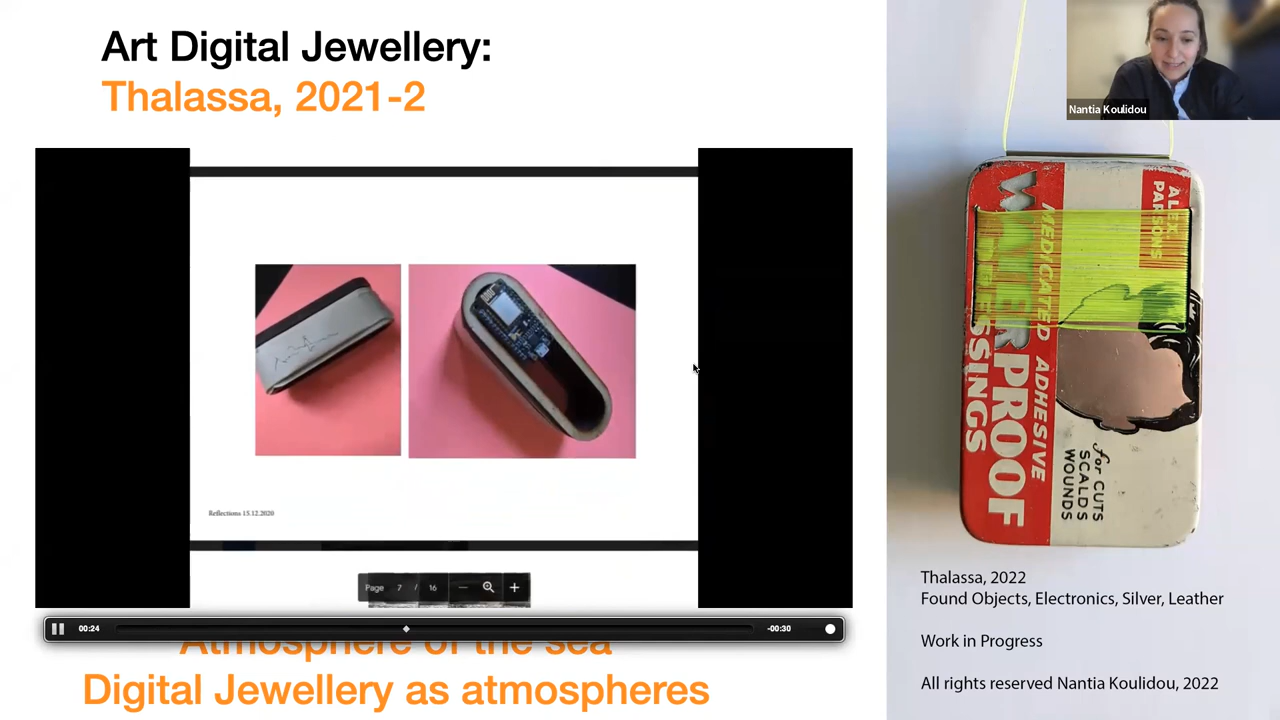 Art Digital Jewellery:
Thalassa, 2021-2
Reflections 15.12.2020
Page 7 / 16
00:24
-00:30
Atmosphere of the sea
Digital Jewellery as atmospheres
Nantia Koulidou
WATERPROOF
DRESSINGS
MEDICATED ADHESIVE
ALEX
PARSONS
for CUTS
SCALDS
WOUNDS
Thalassa, 2022
Found Objects, Electronics, Silver, Leather
Work in Progress
All rights reserved Nantia Koulidou, 2022